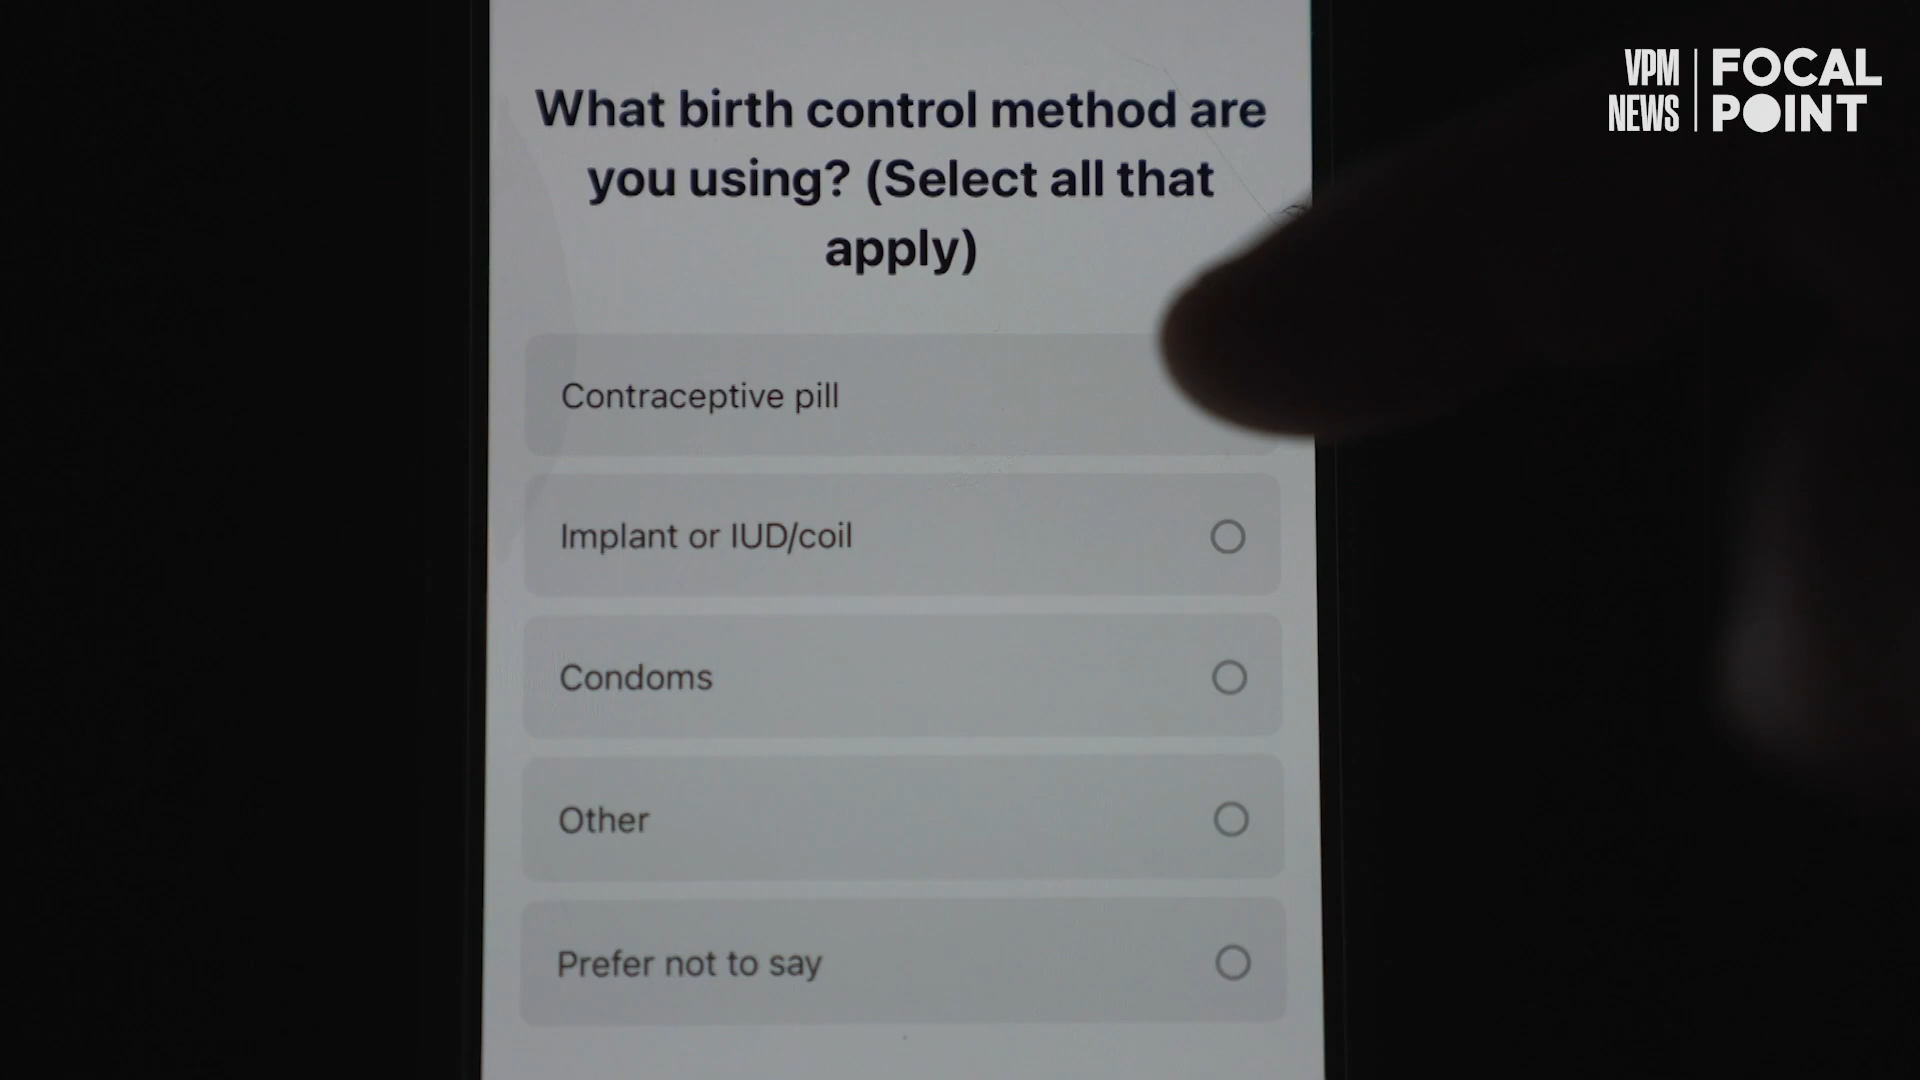 What birth control method are
you using? (Select all that
apply)
Contraceptive pill
Implant or IUD/coil
Condoms
Other
Prefer not to say
VPM
NEWS
FOCAL
POINT